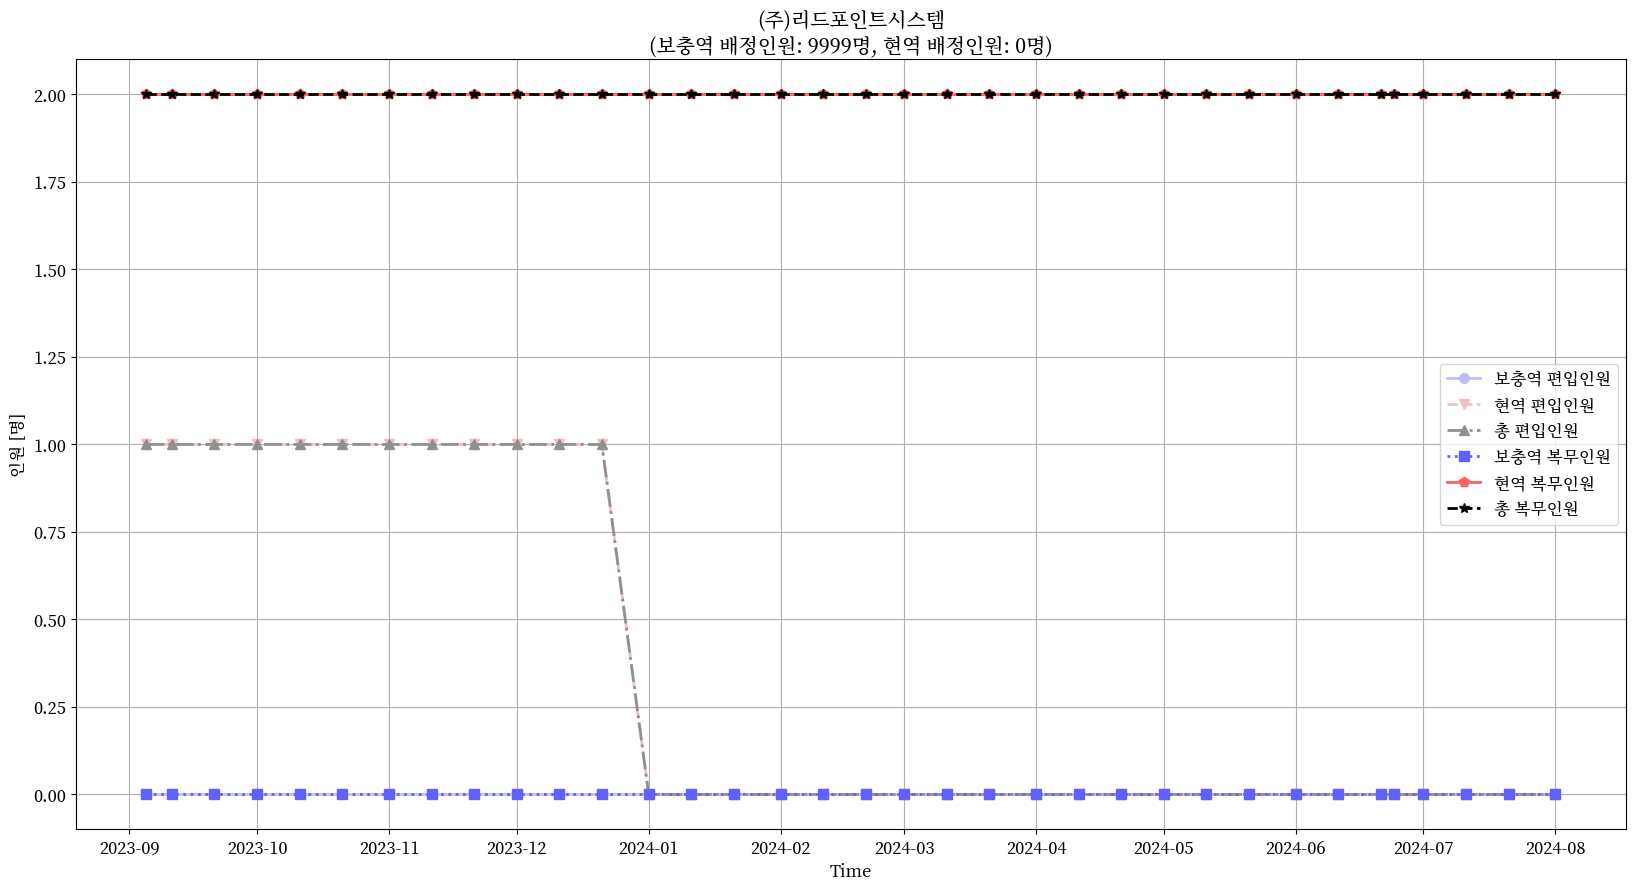 (주)리드포인트시스템
(보충역 배정인원: 9999명, 현역 배정인원: 0명)
2.00
1.75
1.50
1.25
1.00
0.75
0.50
0.25
0.00
인원 [명]
보충역 편입인원
현역 편입인원
총 편입인원
보충역 복무인원
현역 복무인원
총 복무인원
2023-09 2023-10 2023-11 2023-12 2024-01 2024-02 2024-03 2024-04 2024-05 2024-06 2024-07 2024-08
Time